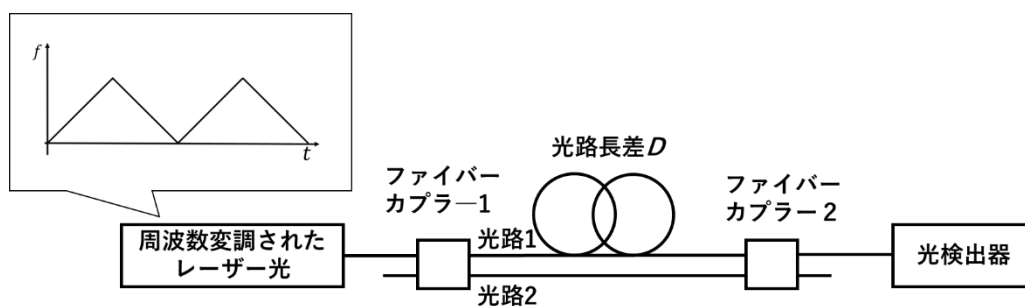 f
t
光路長差D
ファイバー
カプラ―1
ファイバー
カプラー２
周波数変調された
レーザー光
光路1
光路2
光検出器